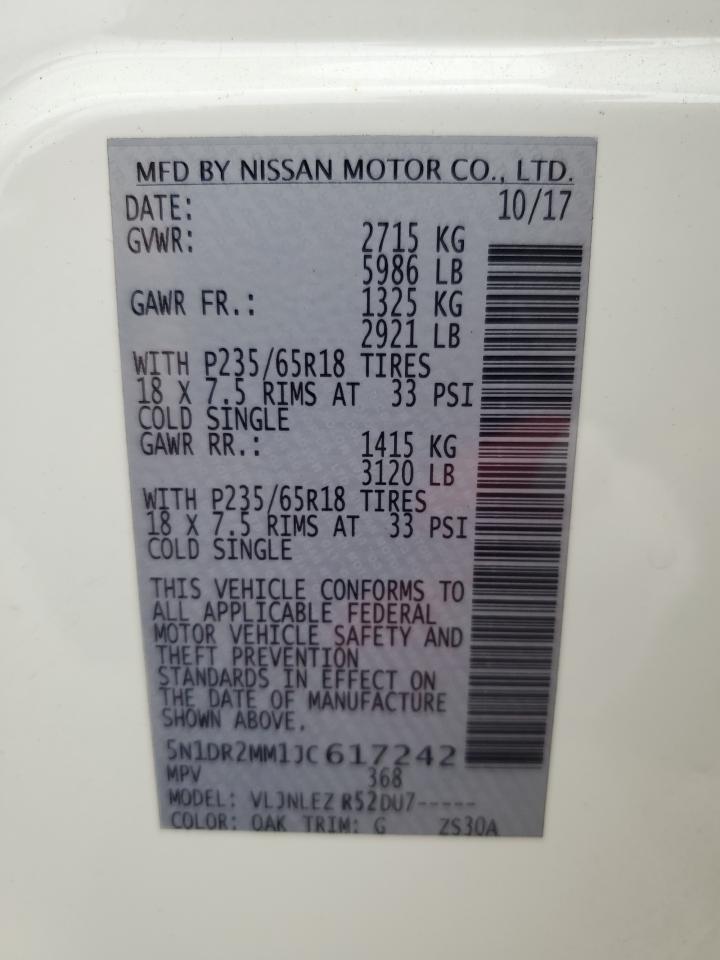 MFD BY NISSAN MOTOR CO., LTD.
DATE: 10/17
GVWR: 2715 KG
5986 LB
GAWR FR.: 1325 KG
2921 LB
WITH P235/65R18 TIRES
18 X 7.5 RIMS AT 33 PSI
COLD SINGLE
GAWR RR.: 1415 KG
3120 LB
WITH P235/65R18 TIRES
18 X 7.5 RIMS AT 33 PSI
COLD SINGLE
THIS VEHICLE CONFORMS TO
ALL APPLICABLE FEDERAL
MOTOR VEHICLE SAFETY AND
THEFT PREVENTION
STANDARDS IN EFFECT ON
THE DATE OF MANUFACTURE
SHOWN ABOVE.
5N1DR2MM1JC617242
MPV 368
MODEL: VLJNLEZ R52DU7-----
COLOR: QAK TRIM: G ZS30A